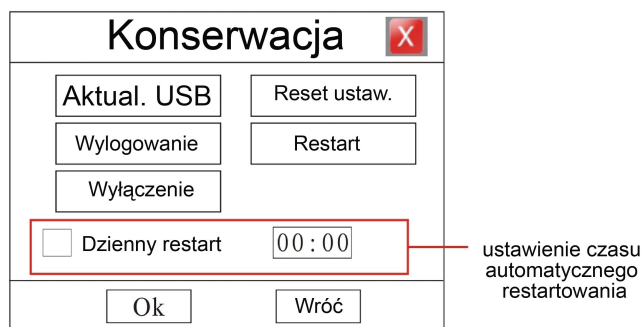 Konserwacja X
Aktual. USB Reset ustaw.
Wylogowanie Restart
Wyłączenie
Dzienny restart 00:00
ustawienie czasu
automatycznego
restartowania
Ok Wróć